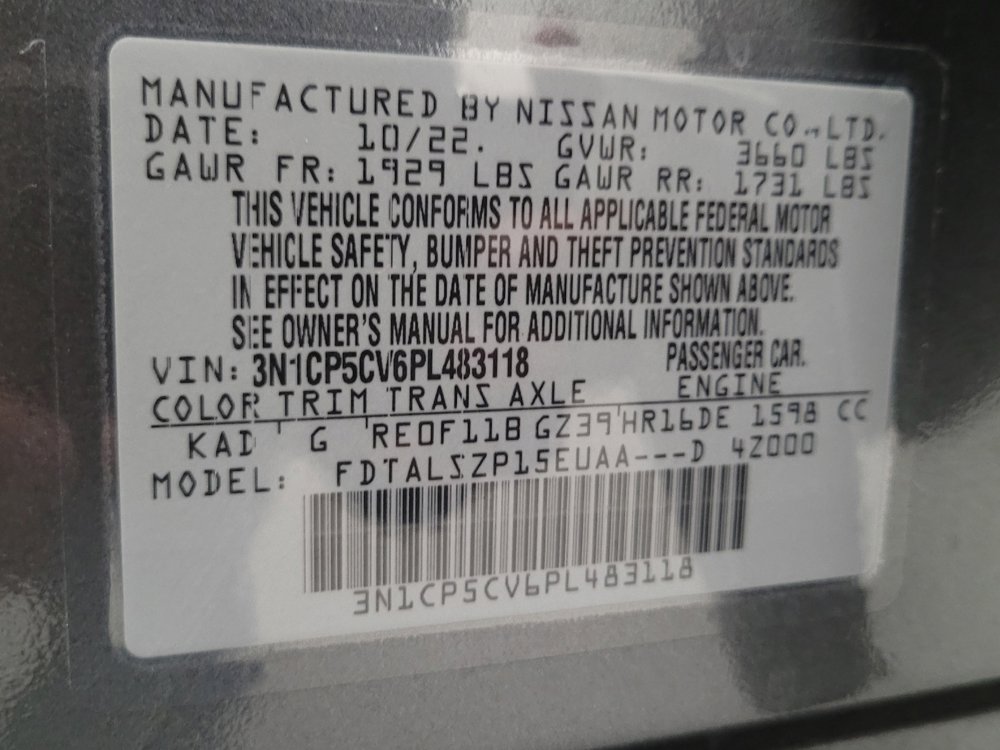 MANUFACTURED BY NISSAN MOTOR CO.,LTD.
DATE: 10/22. GVWR: 3660 LBS
GAWR FR: 1929 LBS GAWR RR: 1731 LBS
THIS VEHICLE CONFORMS TO ALL APPLICABLE FEDERAL MOTOR
VEHICLE SAFETY, BUMPER AND THEFT PREVENTION STANDARDS
IN EFFECT ON THE DATE OF MANUFACTURE SHOWN ABOVE.
SEE OWNER'S MANUAL FOR ADDITIONAL INFORMATION.
VIN: 3N1CP5CV6PL483118 PASSENGER CAR.
COLOR TRIM TRANS AXLE ENGINE
KAD ' G 'RE0F11B GZ39'HR16DE 1598 CC
MODEL: FDTALSZP15EUAA---D 42000
3N1CP5CV6PL483118